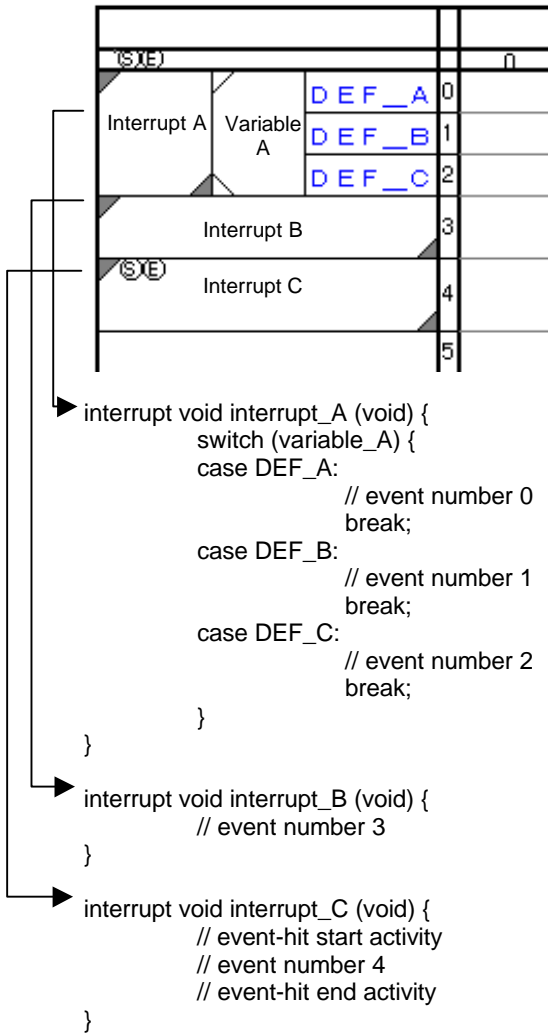 (S)(E) 0
DEF__A 0
Interrupt A Variable A DEF__B 1
DEF__C 2
Interrupt B 3
(S)(E)
Interrupt C 4
5
interrupt void interrupt_A (void) {
switch (variable_A) {
case DEF_A:
// event number 0
break;
case DEF_B:
// event number 1
break;
case DEF_C:
// event number 2
break;
}
}
interrupt void interrupt_B (void) {
// event number 3
}
interrupt void interrupt_C (void) {
// event-hit start activity
// event number 4
// event-hit end activity
}